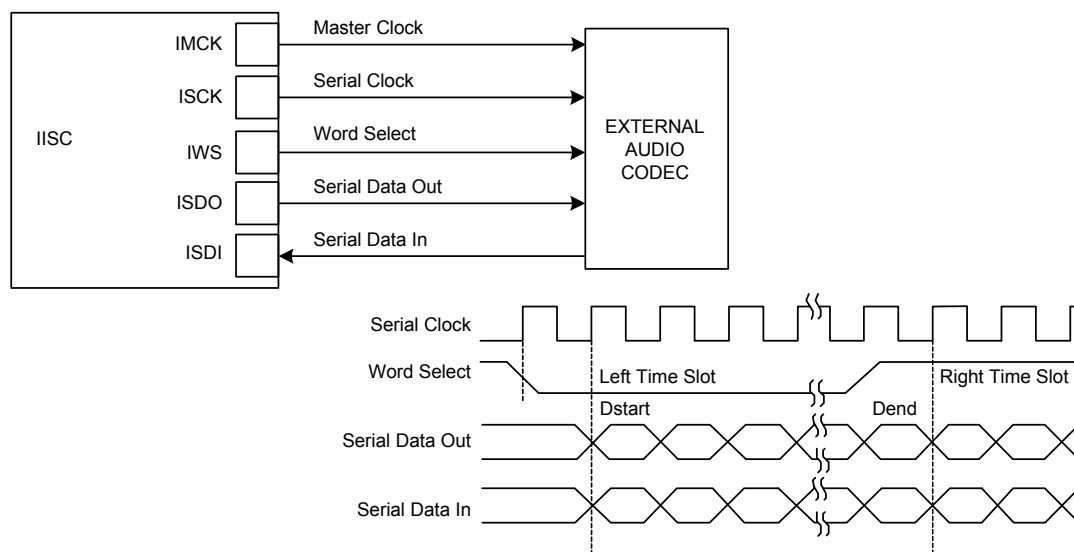 IMCK
Master Clock
ISCK
Serial Clock
IISC
IWS
Word Select
EXTERNAL
AUDIO
CODEC
ISDO
Serial Data Out
ISDI
Serial Data In
Serial Clock
Word Select
Left Time Slot
Right Time Slot
Dstart
Dend
Serial Data Out
Serial Data In